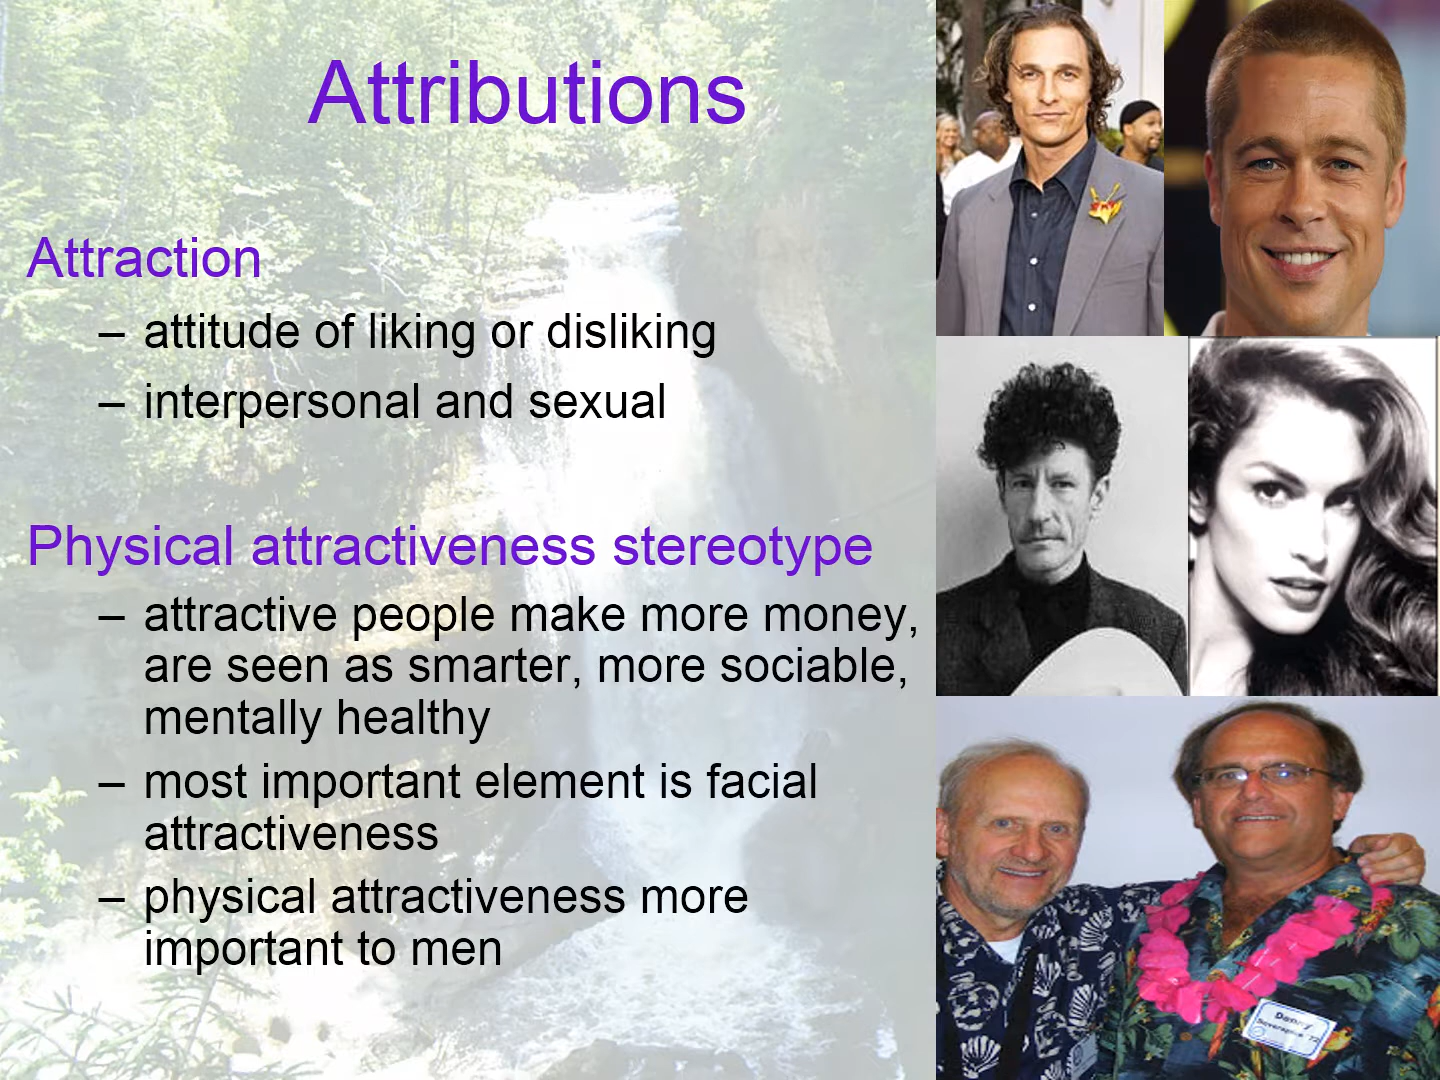 Attributions
Attraction
– attitude of liking or disliking
– interpersonal and sexual
Physical attractiveness stereotype
– attractive people make more money,
are seen as smarter, more sociable,
mentally healthy
– most important element is facial
attractiveness
– physical attractiveness more
important to men
Danny